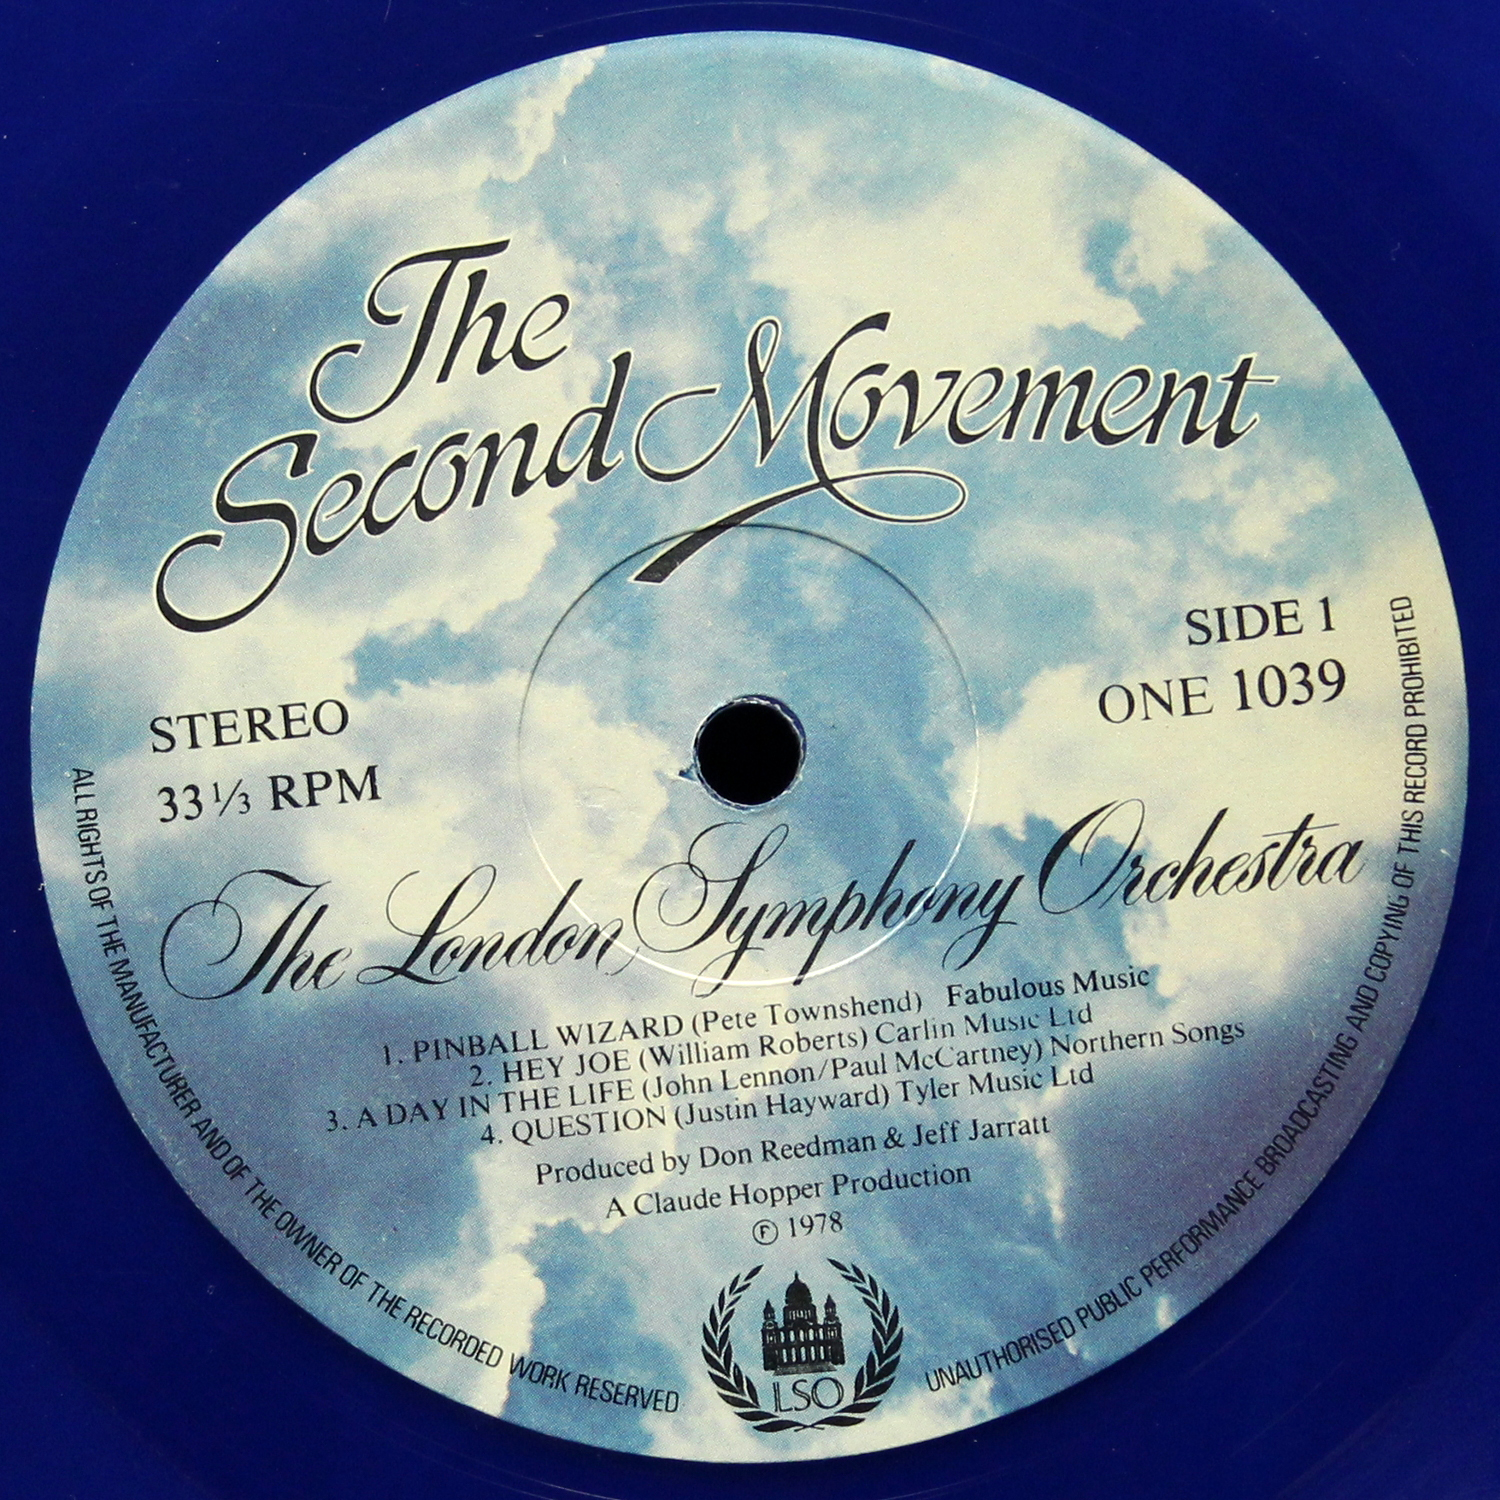 The
Second Movement
SIDE 1
ONE 1039
STEREO
33 1/3 RPM
The London Symphony Orchestra
1. PINBALL WIZARD (Pete Townshend) Fabulous Music
2. HEY JOE (William Roberts) Carlin Music Ltd
3. A DAY IN THE LIFE (John Lennon/Paul McCartney) Northern Songs
4. QUESTION (Justin Hayward) Tyler Music Ltd
Produced by Don Reedman & Jeff Jarratt
A Claude Hopper Production
Ⓟ 1978
LSO
ALL RIGHTS OF THE MANUFACTURER AND OF THE OWNER OF THE RECORDED WORK RESERVED
UNAUTHORISED PUBLIC PERFORMANCE BROADCASTING AND COPYING OF THIS RECORD PROHIBITED